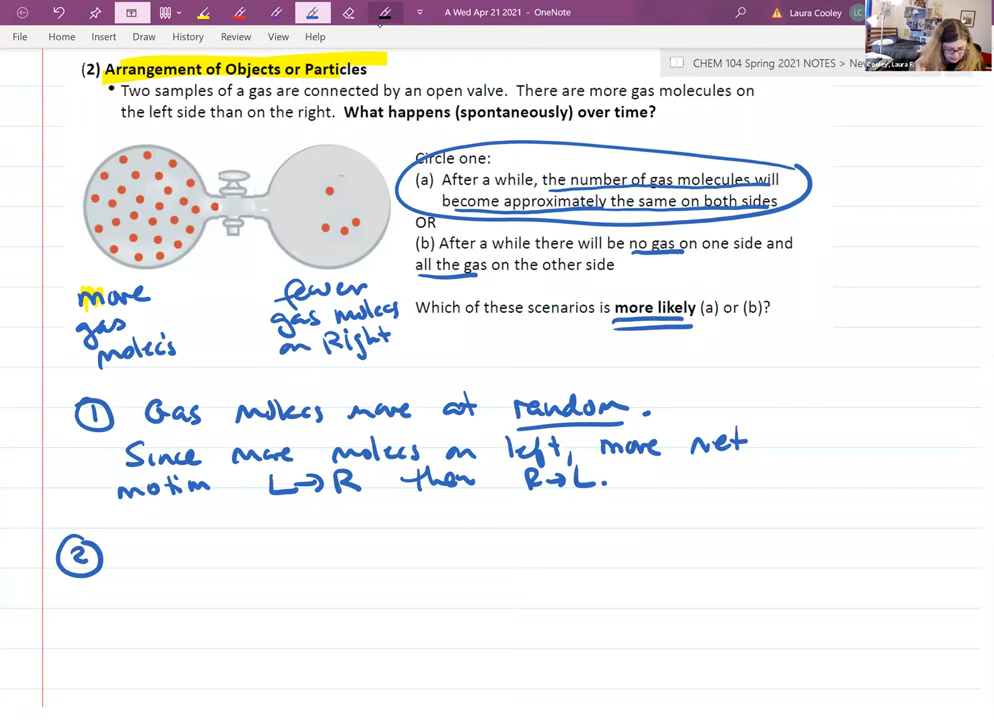 A Wed Apr 21 2021 - OneNote
Laura Cooley
LC
File Home Insert Draw History Review View Help
Cooley, Laura F.
CHEM 104 Spring 2021 NOTES >
(2) Arrangement of Objects or Particles
• Two samples of a gas are connected by an open valve. There are more gas molecules on
the left side than on the right. What happens (spontaneously) over time?
Circle one:
(a) After a while, the number of gas molecules will
become approximately the same on both sides
OR
(b) After a while there will be no gas on one side and
all the gas on the other side
Which of these scenarios is more likely (a) or (b)?
more
gas
molec's
fewer
gas molecs
on Right
1 Gas molecs move at random.
Since more molecs on left, more net
motion L→R than R→L.
2